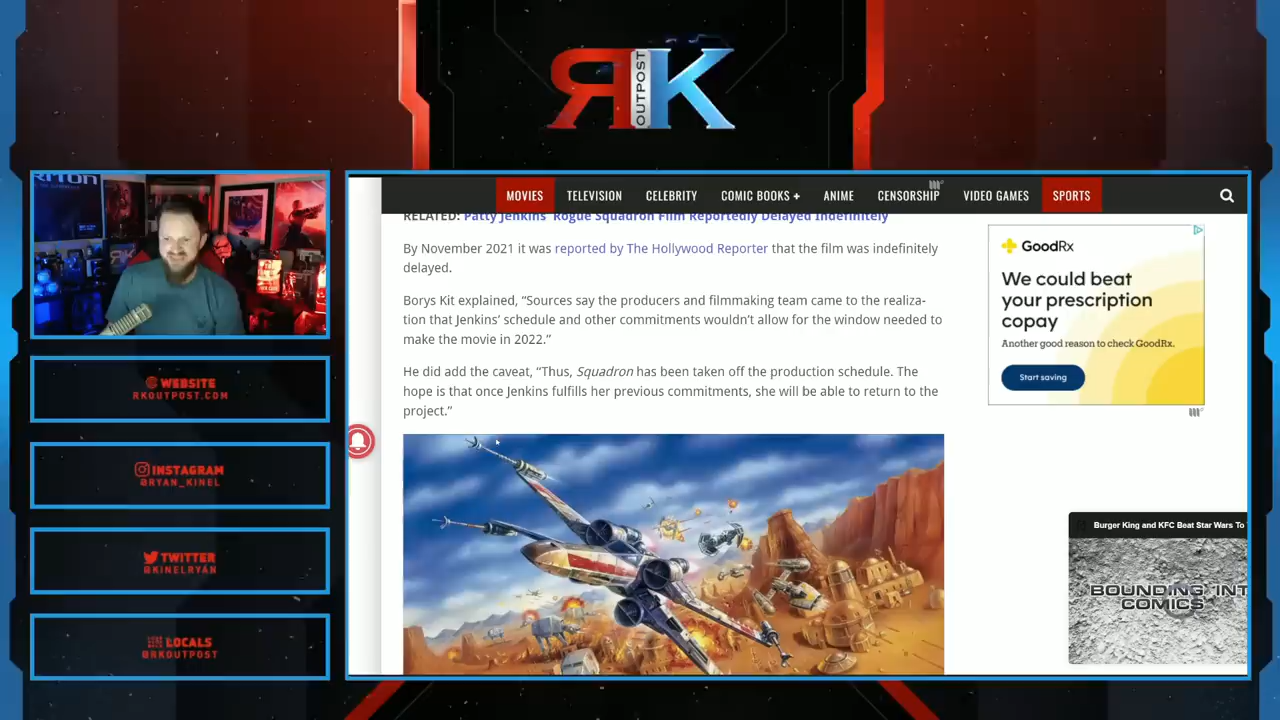 RK
OUTPOST
WEBSITE
RKOUTPOST.COM
INSTAGRAM
@RYAN_KINEL
TWITTER
@KINELRYAN
LOCALS
@RKOUTPOST
MOVIES TELEVISION CELEBRITY COMIC BOOKS + ANIME CENSORSHIP VIDEO GAMES SPORTS
RELATED: Patty Jenkins' 'Rogue Squadron' Film Reportedly Delayed Indefinitely
By November 2021 it was reported by The Hollywood Reporter that the film was indefinitely
delayed.
Borys Kit explained, “Sources say the producers and filmmaking team came to the realiza-
tion that Jenkins’ schedule and other commitments wouldn’t allow for the window needed to
make the movie in 2022.”
He did add the caveat, “Thus, Squadron has been taken off the production schedule. The
hope is that once Jenkins fulfills her previous commitments, she will be able to return to the
project.”
GoodRx
We could beat
your prescription
copay
Another good reason to check GoodRx.
Start saving
Burger King and KFC Beat Star Wars To
BOUNDING INT
COMICS